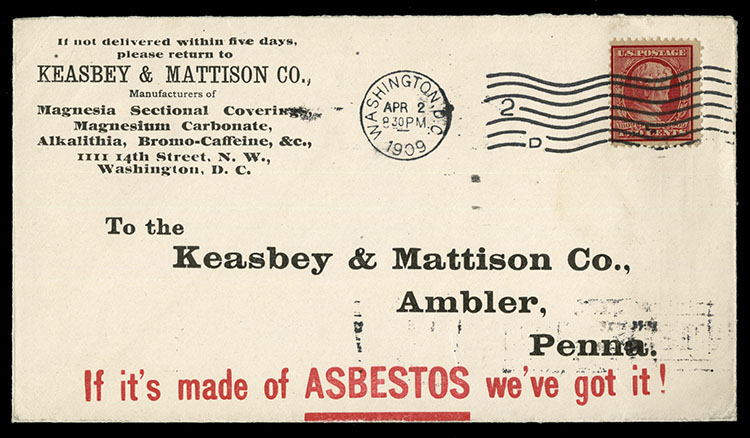 If not delivered within five days,
please return to
KEASBEY & MATTISON CO.,
Manufacturers of
Magnesia Sectional Covering,
Magnesium Carbonate,
Alkalithia, Bromo-Caffeine, &c.,
1111 14th Street, N. W.,
Washington, D. C.
WASHINGTON, D.C.
APR 2
8 30 PM
1909
2
D
U.S. POSTAGE
CENTS
To the
Keasbey & Mattison Co.,
Ambler,
Penna.
If it's made of ASBESTOS we've got it!